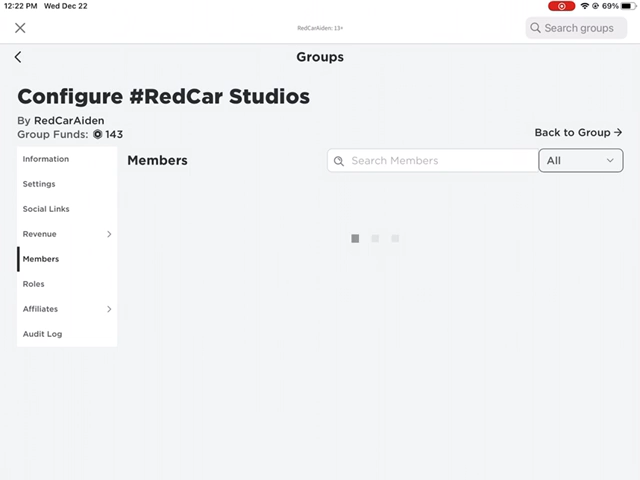 12:22 PM Wed Dec 22
69%
RedCarAiden: 13+
Search groups
Groups
Configure #RedCar Studios
By RedCarAiden
Group Funds: 143
Back to Group →
Information
Settings
Social Links
Revenue
Members
Roles
Affiliates
Audit Log
Members
Search Members
All